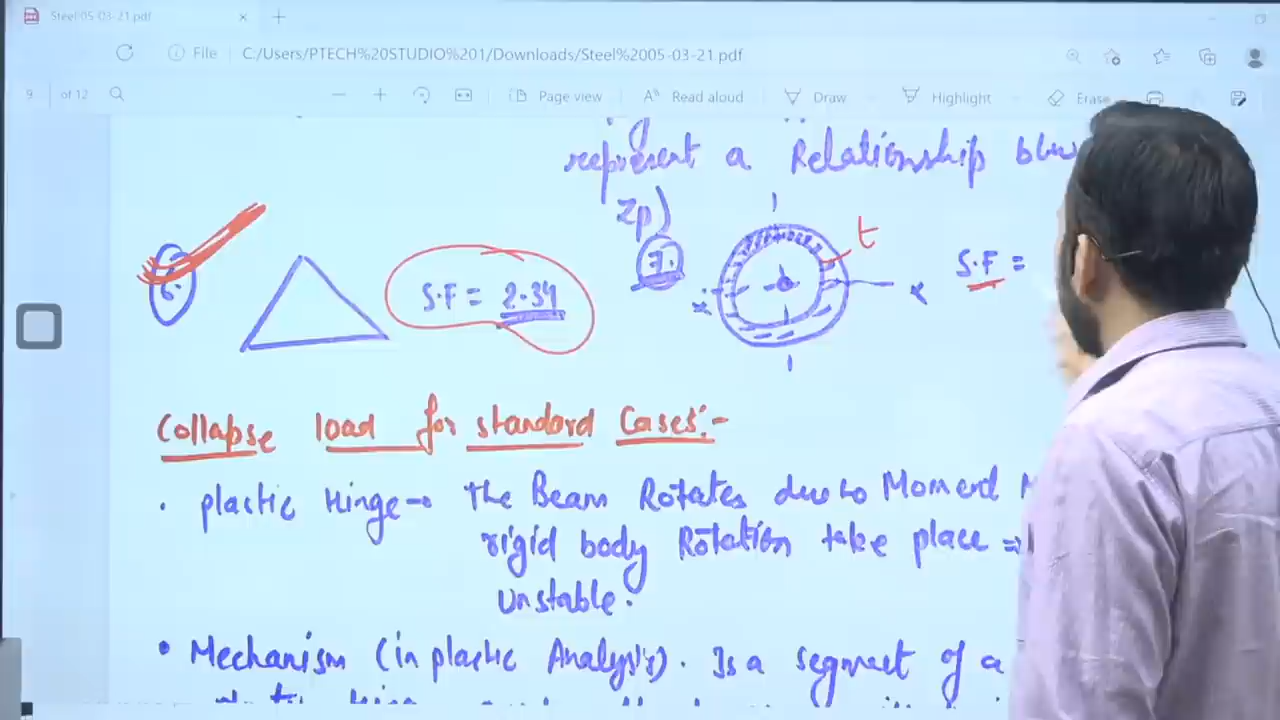 Steel 05-03-21.pdf
File C:/Users/PTECH%20STUDIO%201/Downloads/Steel%2005-03-21.pdf
9 of 12 Page view Read aloud Draw Highlight Erase
represent a Relationship
Zp)
7.
t
S.F =
x x
6. S.F = 2.34
Collapse load for standard Cases:-
• plastic Hinge → The Beam Rotates due to Moment
rigid body Rotation take place ⇒
Unstable.
• Mechanism (in plastic Analysis). Is a segment of a